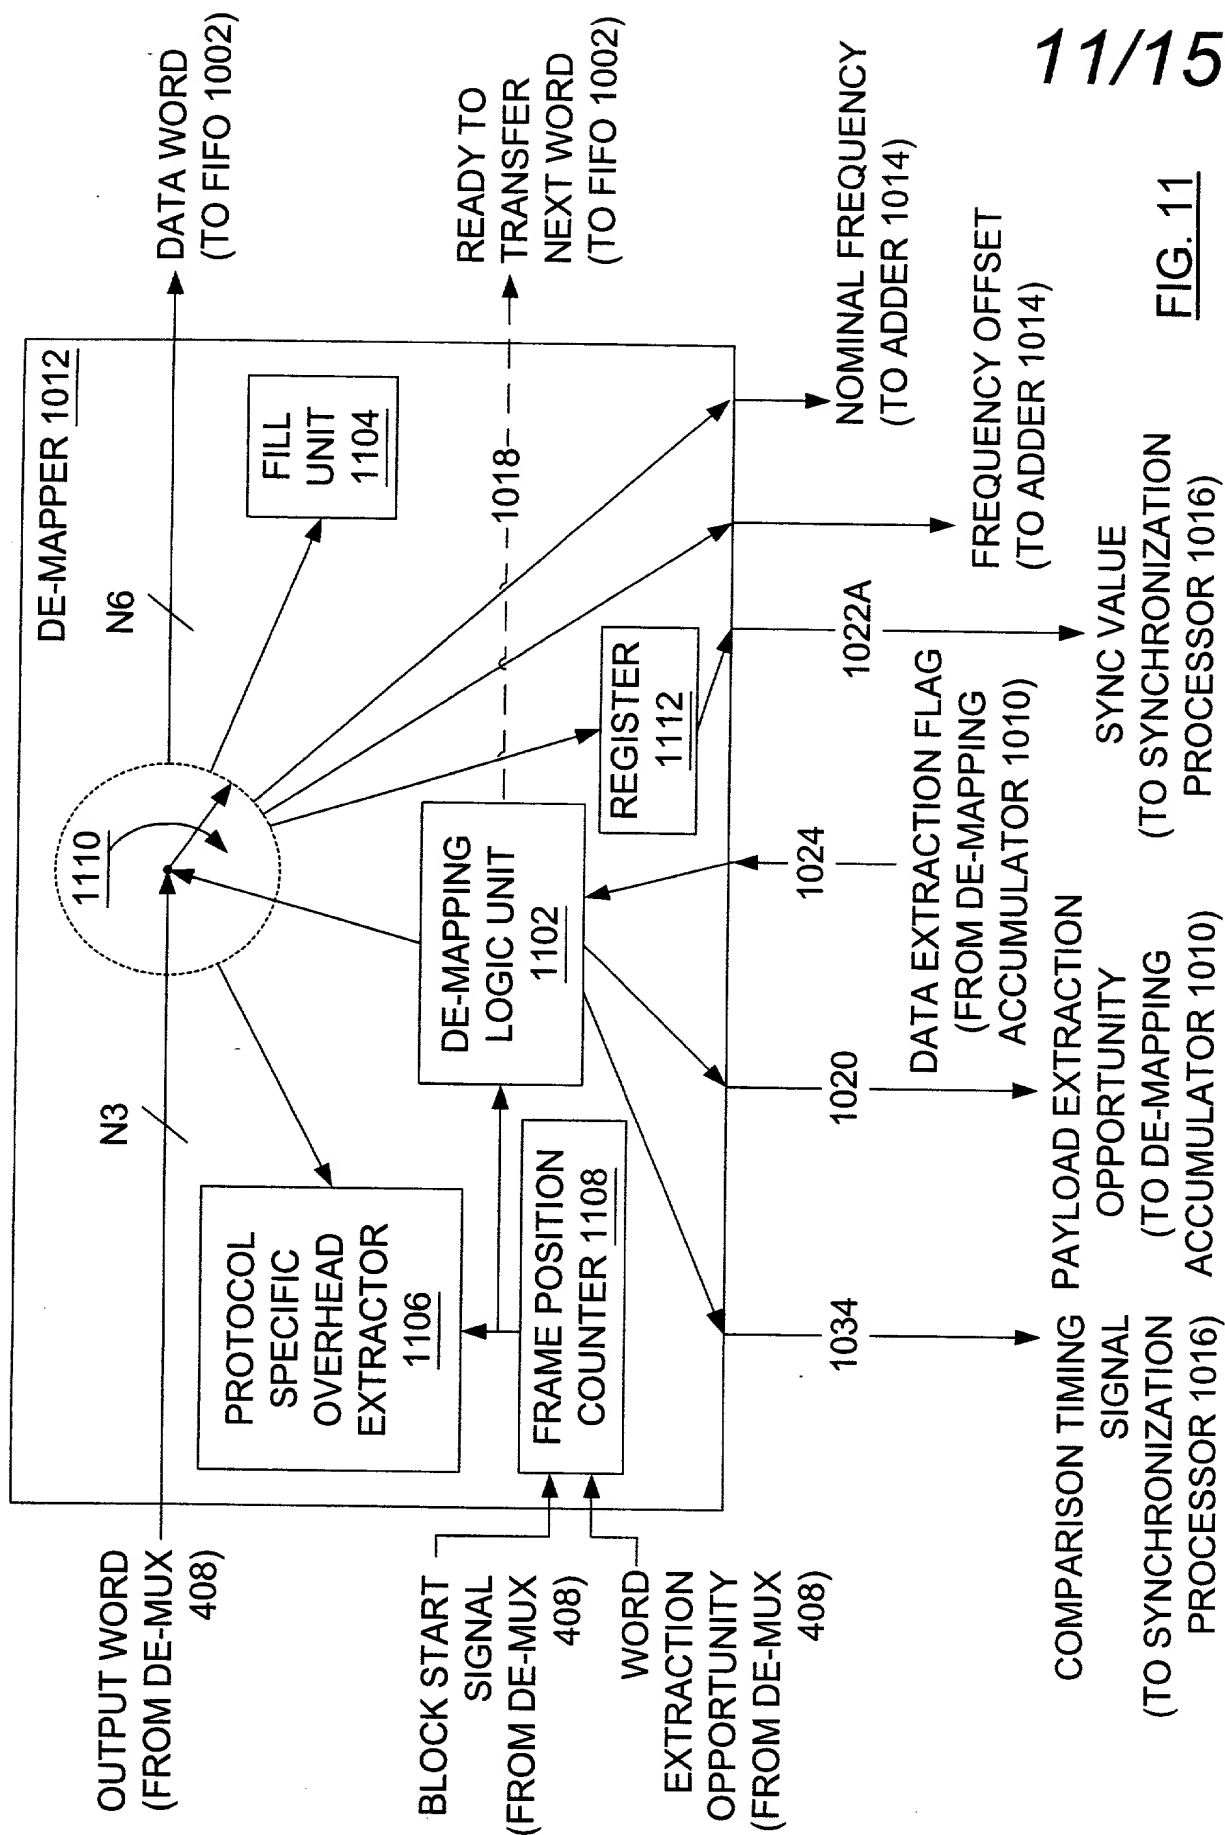 11/15
OUTPUT WORD
(FROM DE-MUX
408)
N3
1110
N6
DE-MAPPER 1012
DATA WORD
(TO FIFO 1002)
FILL
UNIT
1104
PROTOCOL
SPECIFIC
OVERHEAD
EXTRACTOR
1106
BLOCK START
SIGNAL
(FROM DE-MUX
408)
WORD
EXTRACTION
OPPORTUNITY
(FROM DE-MUX
408)
FRAME POSITION
COUNTER 1108
DE-MAPPING
LOGIC UNIT
1102
1018
READY TO
TRANSFER
NEXT WORD
(TO FIFO 1002)
REGISTER
1112
1034
COMPARISON TIMING
SIGNAL
(TO SYNCHRONIZATION
PROCESSOR 1016)
1020
PAYLOAD EXTRACTION
OPPORTUNITY
(TO DE-MAPPING
ACCUMULATOR 1010)
1024
DATA EXTRACTION FLAG
(FROM DE-MAPPING
ACCUMULATOR 1010)
1022A
SYNC VALUE
(TO SYNCHRONIZATION
PROCESSOR 1016)
FREQUENCY OFFSET
(TO ADDER 1014)
NOMINAL FREQUENCY
(TO ADDER 1014)
FIG. 11